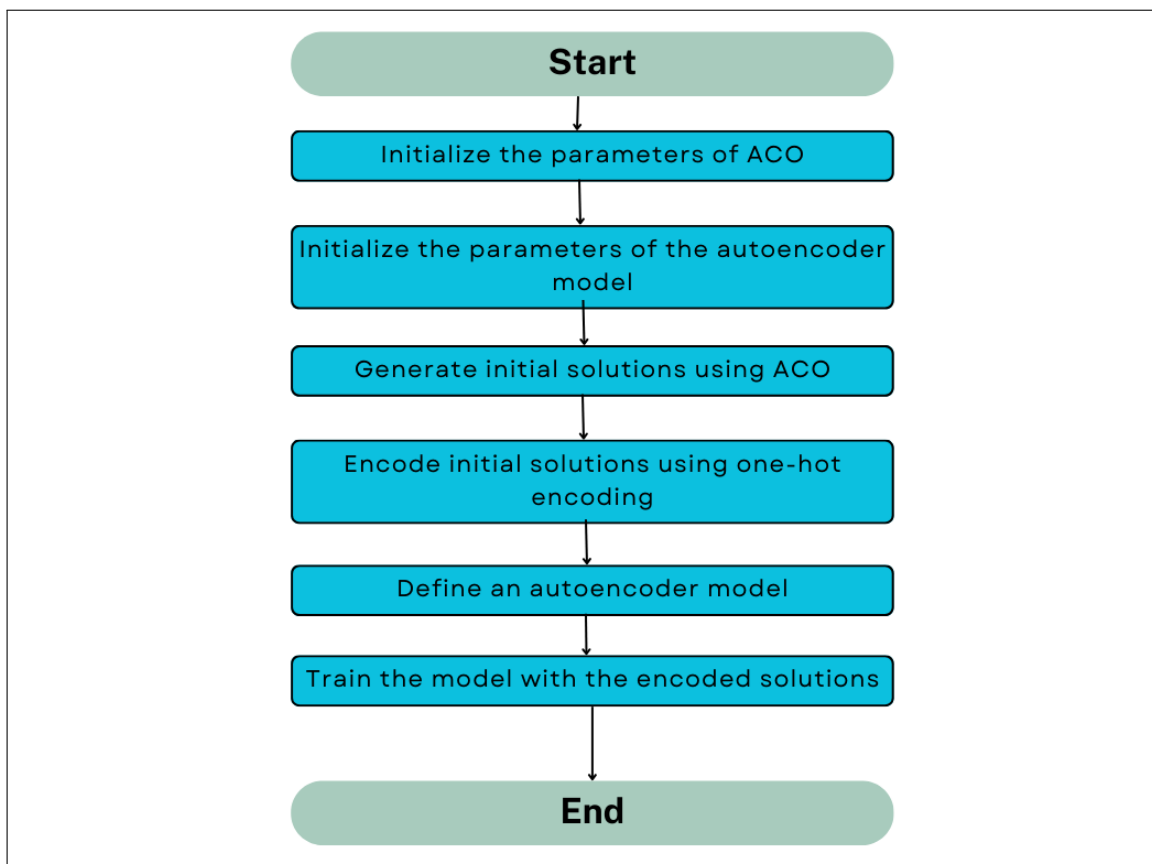 Start
Initialize the parameters of ACO
Initialize the parameters of the autoencoder
model
Generate initial solutions using ACO
Encode initial solutions using one-hot
encoding
Define an autoencoder model
Train the model with the encoded solutions
End